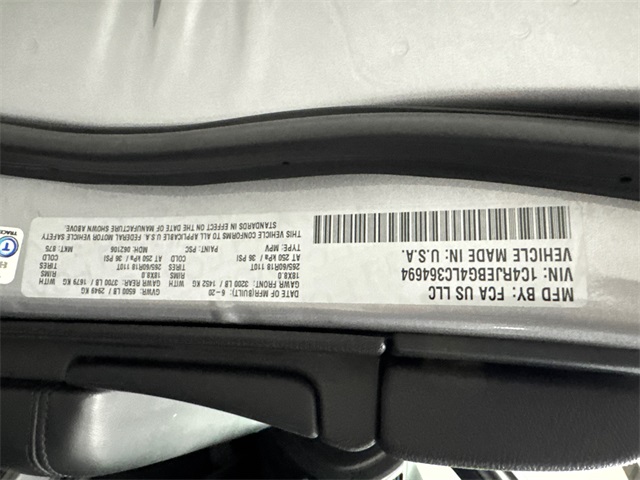 MFD BY: FCA US LLC
DATE OF MFR(BUILT): 6-20 GVWR: 6500 LB / 2948 KG
GAWR FRONT: 3200 LB / 1452 KG GAWR REAR: 3700 LB / 1679 KG
WITH TIRES RIMS WITH TIRES RIMS
18X8.0 18X8.0
265/60R18 110T 265/60R18 110T
AT 250 kPa / 36 PSI COLD AT 250 kPa / 36 PSI COLD
VIN: 1C4RJEBG4LC364694
TYPE: MPV PAINT: PSC MDH: 062106 MKT: 875
VEHICLE MADE IN: U.S.A.
THIS VEHICLE CONFORMS TO ALL APPLICABLE U.S.A. FEDERAL MOTOR VEHICLE SAFETY
STANDARDS IN EFFECT ON THE DATE OF MANUFACTURE SHOWN ABOVE.